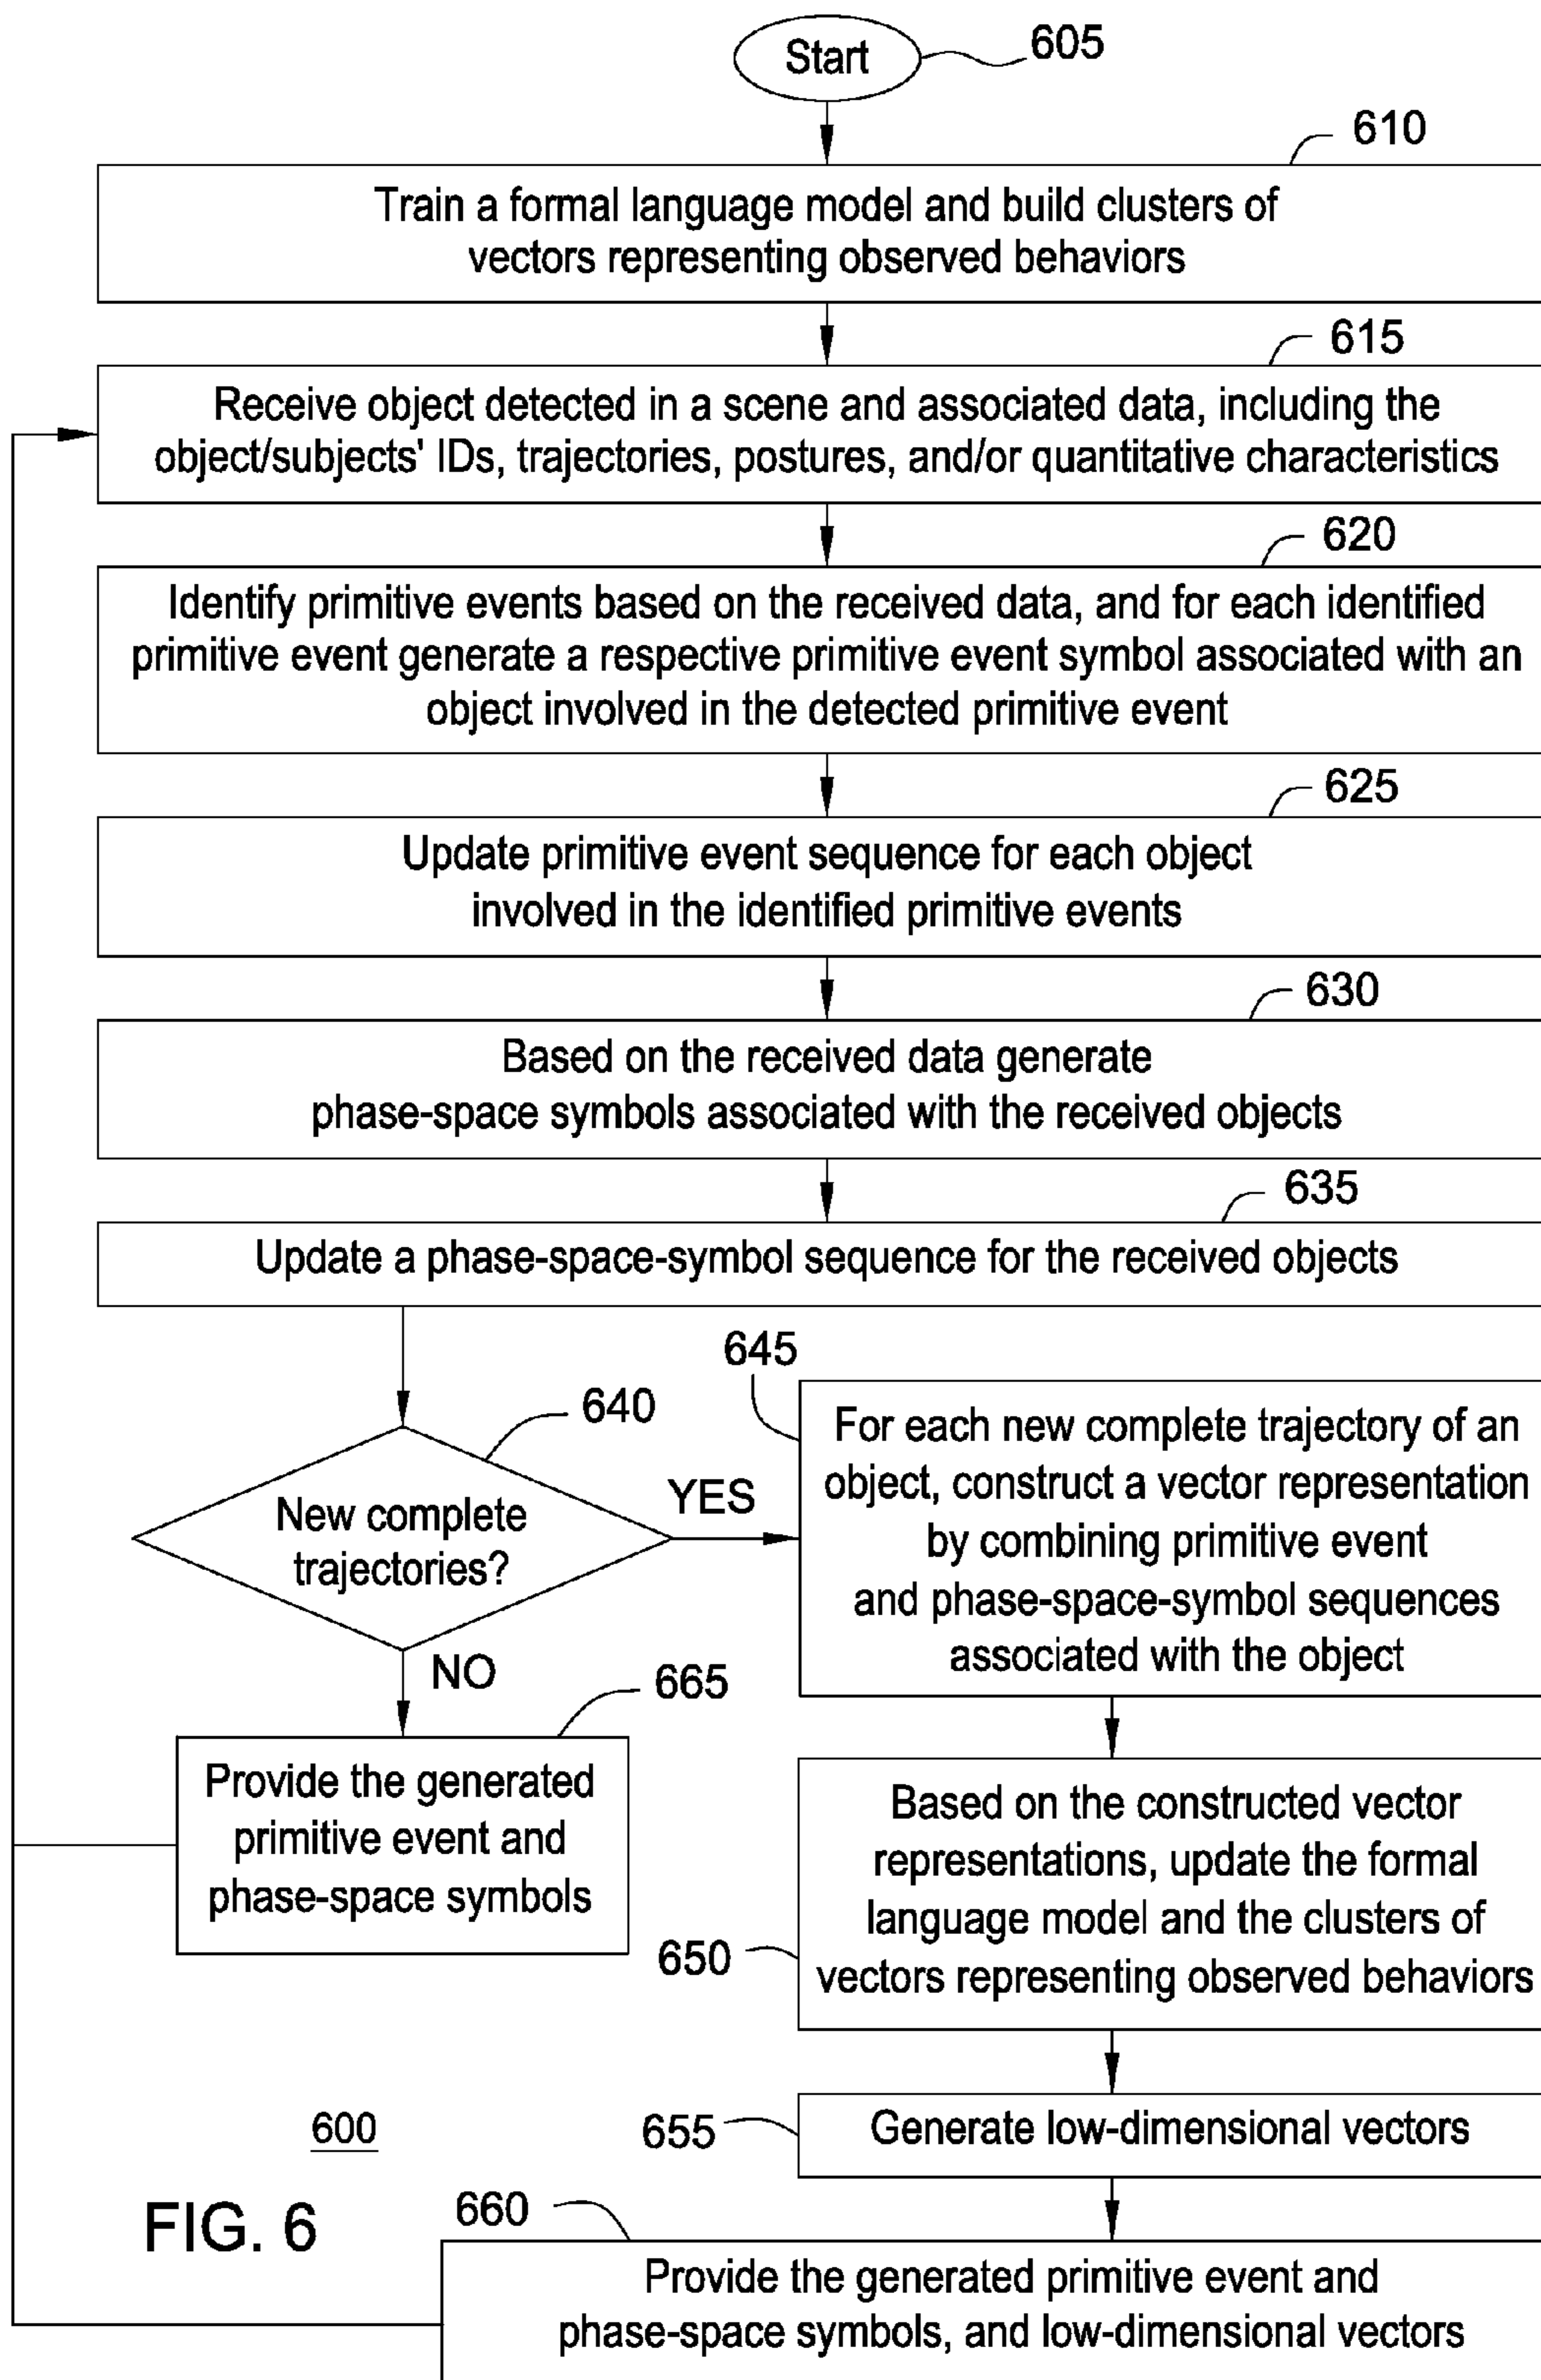 Start
605
610
Train a formal language model and build clusters of
vectors representing observed behaviors
615
Receive object detected in a scene and associated data, including the
object/subjects' IDs, trajectories, postures, and/or quantitative characteristics
620
Identify primitive events based on the received data, and for each identified
primitive event generate a respective primitive event symbol associated with an
object involved in the detected primitive event
625
Update primitive event sequence for each object
involved in the identified primitive events
630
Based on the received data generate
phase-space symbols associated with the received objects
635
Update a phase-space-symbol sequence for the received objects
640
New complete
trajectories?
YES
NO
645
For each new complete trajectory of an
object, construct a vector representation
by combining primitive event
and phase-space-symbol sequences
associated with the object
665
Provide the generated
primitive event and
phase-space symbols
650
Based on the constructed vector
representations, update the formal
language model and the clusters of
vectors representing observed behaviors
655
Generate low-dimensional vectors
660
Provide the generated primitive event and
phase-space symbols, and low-dimensional vectors
600
FIG. 6